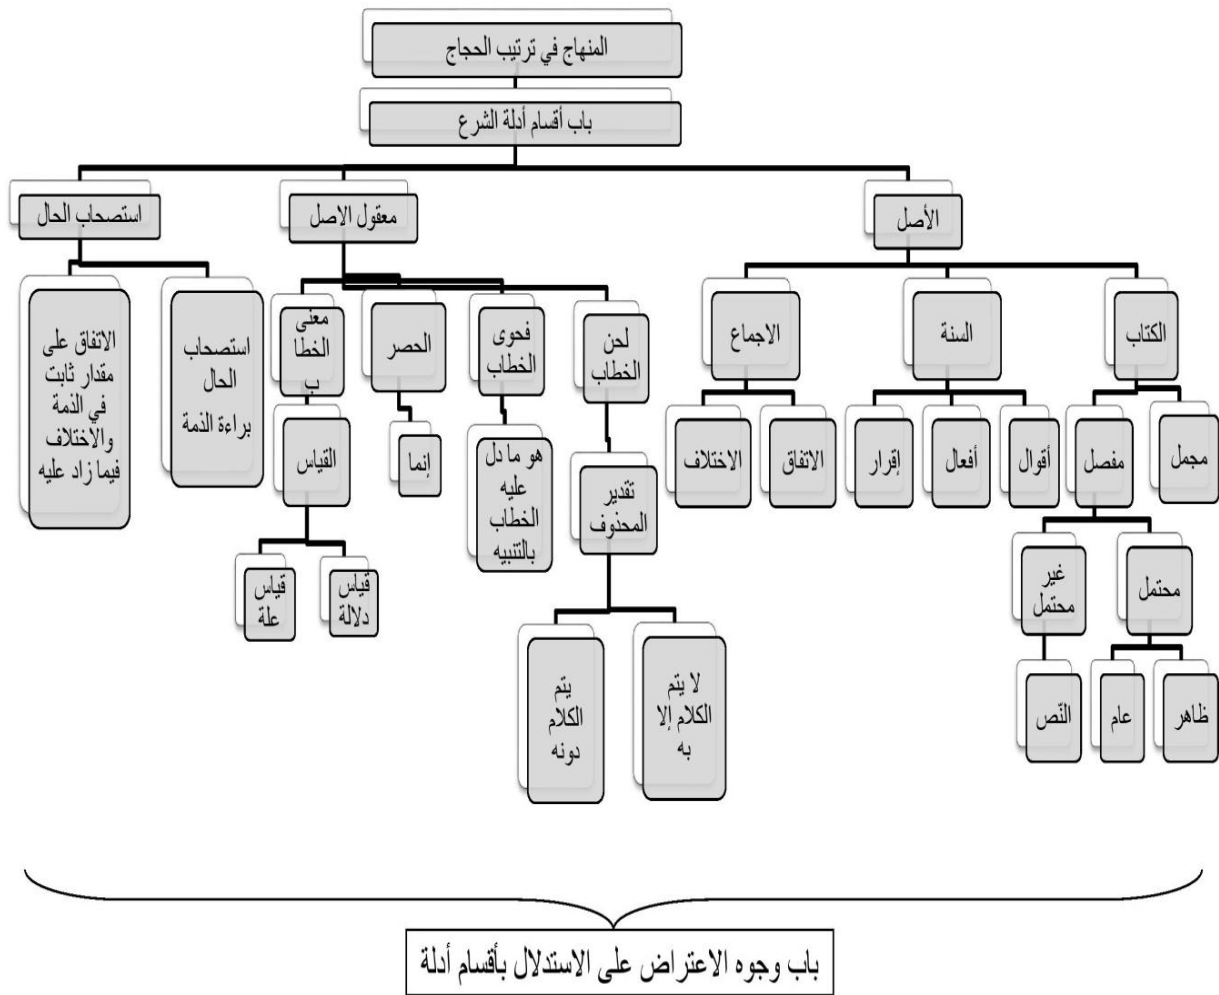 المنهاج في ترتيب الحجاج
باب أقسام أدلة الشرع
الأصل
معقول الاصل
استصحاب الحال
الكتاب
السنة
الاجماع
لحن
الخطاب
فحوى
الخطاب
الحصر
معنى
الخطا
ب
استصحاب
الحال
براءة الذمة
الاتفاق على
مقدار ثابت
في الذمة
والاختلاف
فيما زاد عليه
مجمل
مفصل
أقوال
أفعال
إقرار
الاتفاق
الاختلاف
تقدير
المحذوف
هو ما دل
عليه
الخطاب
بالتنبيه
إنما
القياس
محتمل
غير
محتمل
قياس
دلالة
قياس
علة
ظاهر
عام
النّص
لا يتم
الكلام إلا
به
يتم
الكلام
دونه
باب وجوه الاعتراض على الاستدلال بأقسام أدلة